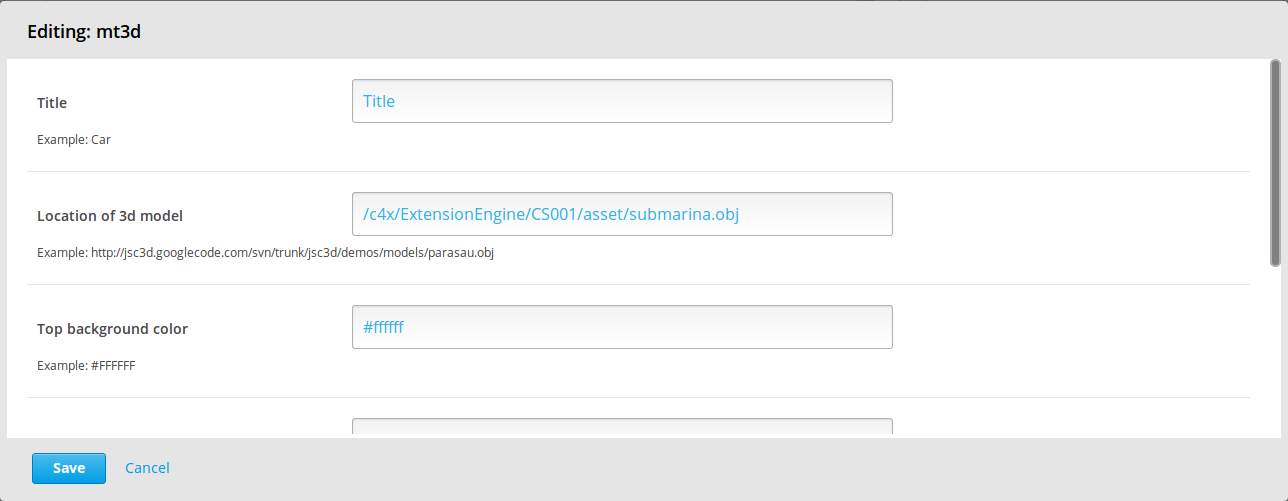 Editing: mt3d
Title
Title
Example: Car
Location of 3d model
/c4x/ExtensionEngine/CS001/asset/submarina.obj
Example: http://jsc3d.googlecode.com/svn/trunk/jsc3d/demos/models/parasau.obj
Top background color
#ffffff
Example: #FFFFFF
Save
Cancel